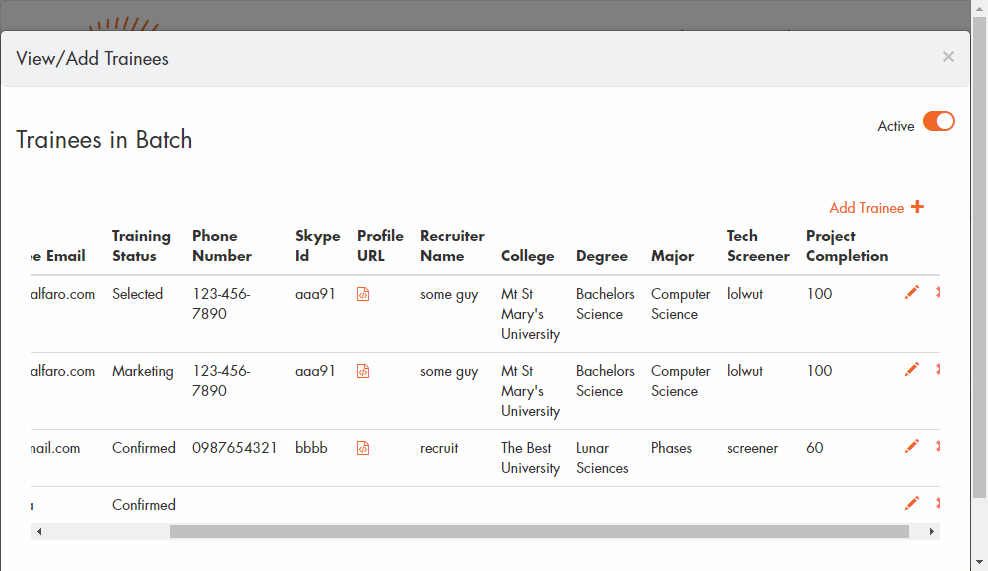 View/Add Trainees ×
Active
Trainees in Batch
Add Trainee +
Training Phone Skype Profile Recruiter Tech Project
Email Status Number Id URL Name College Degree Major Screener Completion
alfaro.com Selected 123-456- aaa91 some guy Mt St Bachelors Computer lolwut 100
7890 Mary's Science Science
University
alfaro.com Marketing 123-456- aaa91 some guy Mt St Bachelors Computer lolwut 100
7890 Mary's Science Science
University
mail.com Confirmed 0987654321 bbbb recruit The Best Lunar Phases screener 60
University Sciences
Confirmed